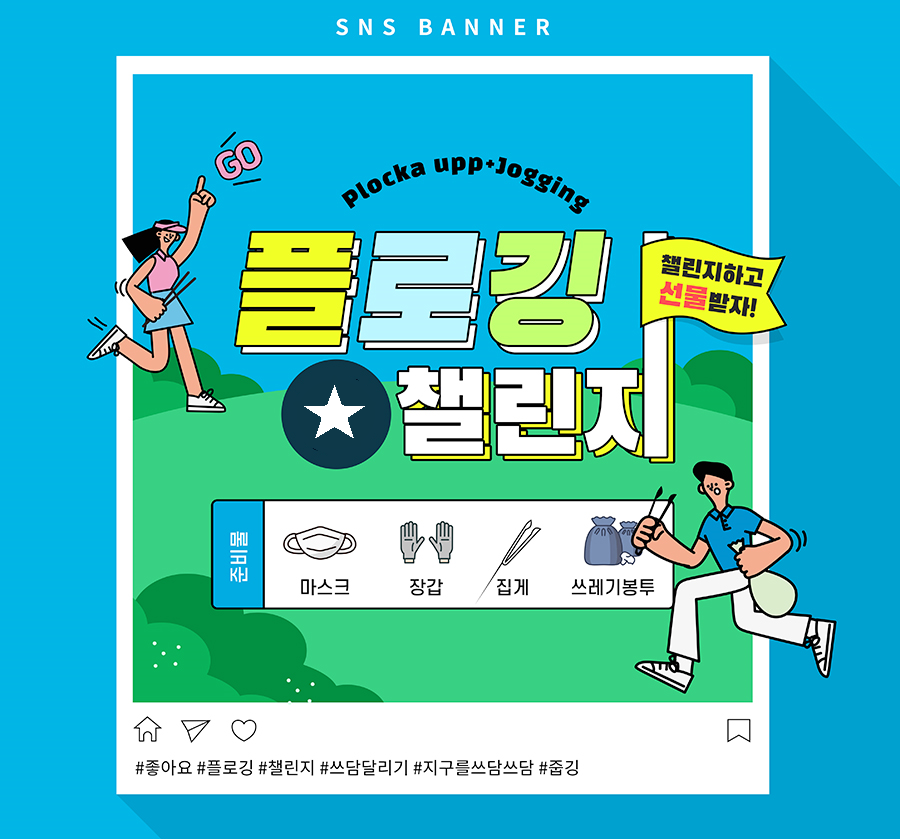 SNS BANNER
GO
Plocka upp+Jogging
플로깅
챌린지하고
선물받자!
챌린지
준비물
마스크
장갑
집게
쓰레기봉투
#좋아요 #플로깅 #챌린지 #쓰담달리기 #지구를쓰담쓰담 #줍깅